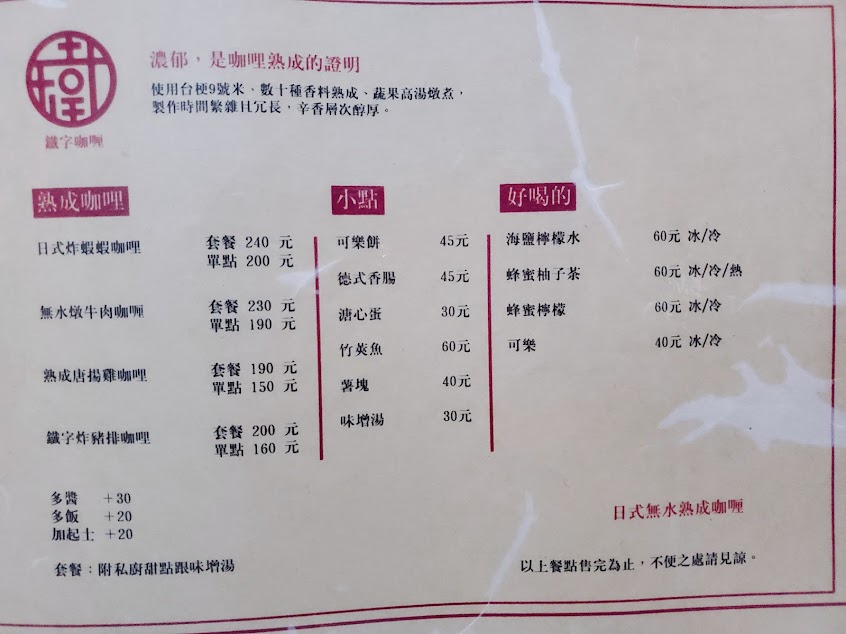 鐵字咖喱
濃郁，是咖哩熟成的證明
使用台梗9號米、數十種香料熟成、蔬果高湯燉煮，
製作時間繁雜且冗長，辛香層次醇厚。
熟成咖哩
日式炸蝦蝦咖哩 套餐 240 元
單點 200 元
無水燉牛肉咖喱 套餐 230 元
單點 190 元
熟成唐揚雞咖哩 套餐 190 元
單點 150 元
鐵字炸豬排咖哩 套餐 200 元
單點 160 元
多醬 +30
多飯 +20
加起士 +20
套餐：附私廚甜點跟味增湯
小點
可樂餅 45元
德式香腸 45元
溏心蛋 30元
竹莢魚 60元
薯塊 40元
味增湯 30元
好喝的
海鹽檸檬水 60元 冰/冷
蜂蜜柚子茶 60元 冰/冷/熱
蜂蜜檸檬 60元 冰/冷
可樂 40元 冰/冷
日式無水熟成咖喱
以上餐點售完為止，不便之處請見諒。